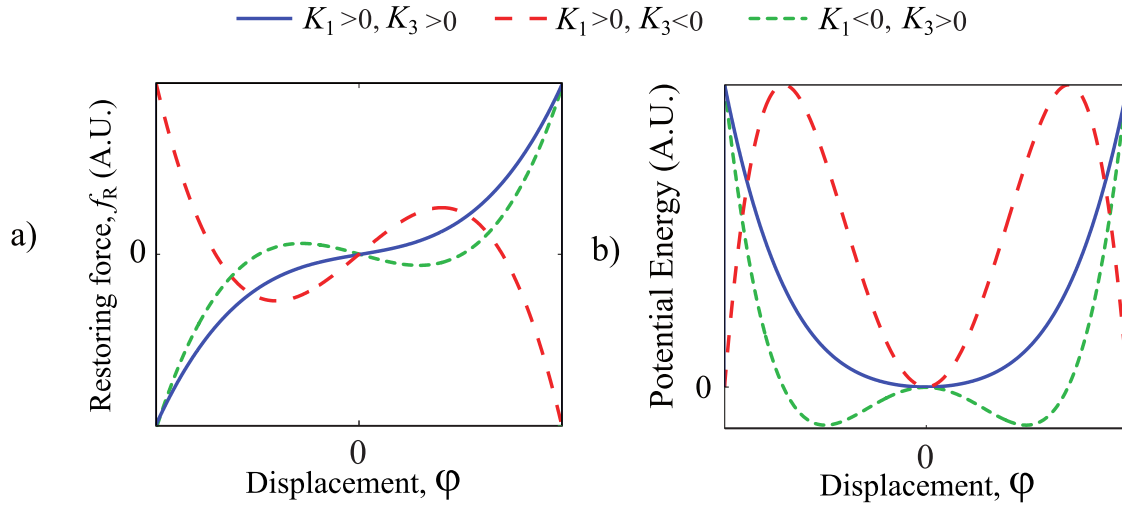 K₁>0, K₃>0
K₁>0, K₃<0
K₁<0, K₃>0
a)
Restoring force, fR (A.U.)
0
0
Displacement, φ
b)
Potential Energy (A.U.)
0
0
Displacement, φ